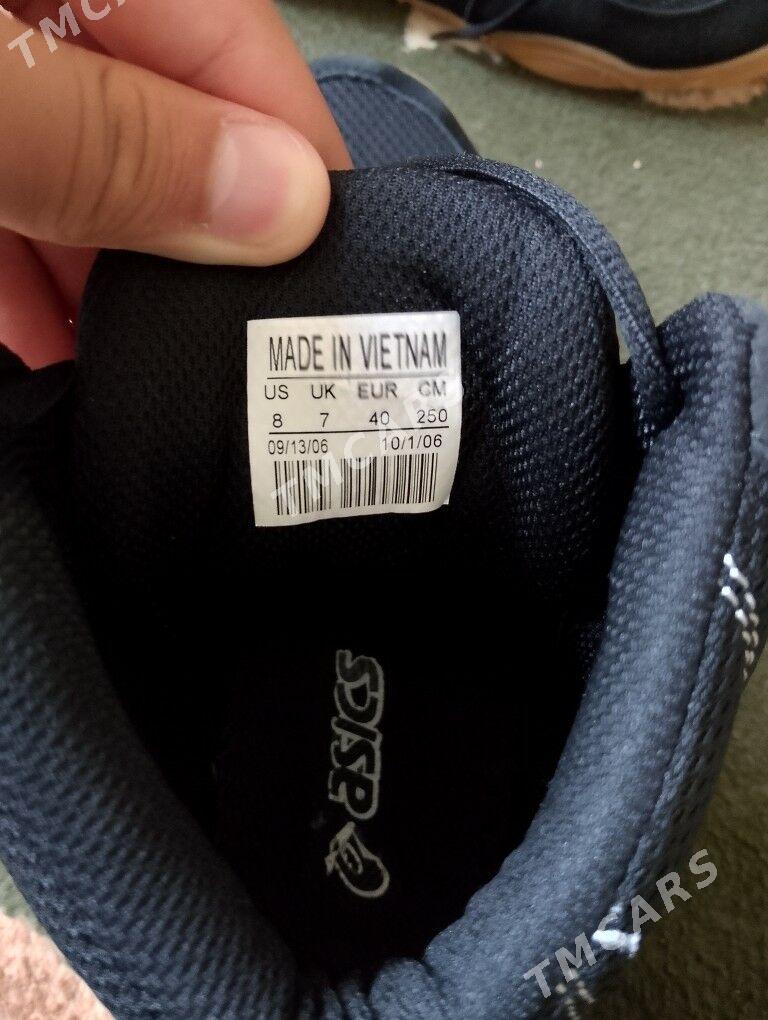 TMCARS
MADE IN VIETNAM
US UK EUR CM
8 7 40 250
09/13/06 10/1/06
TMCARS
asics
TMCARS